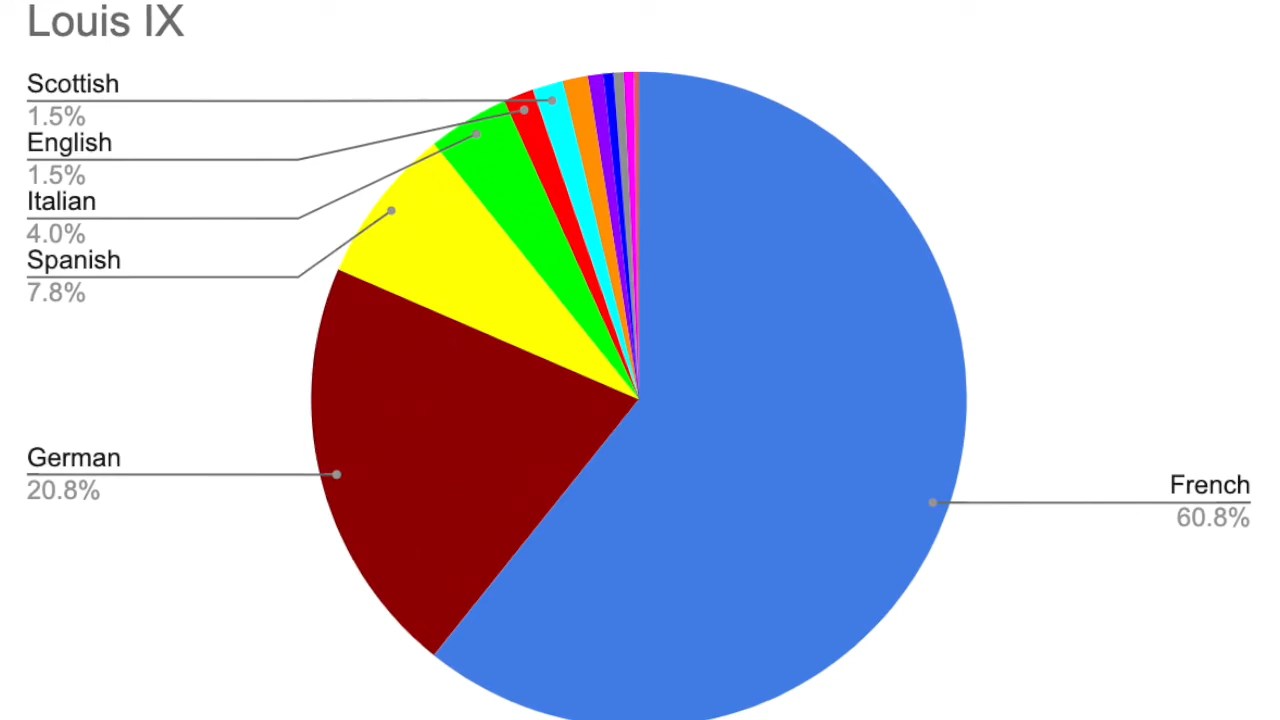 Louis IX
Scottish
1.5%
English
1.5%
Italian
4.0%
Spanish
7.8%
German
20.8%
French
60.8%